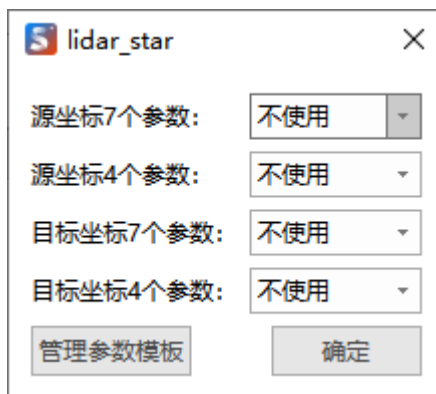 lidar_star
源坐标7个参数： 不使用
源坐标4个参数： 不使用
目标坐标7个参数： 不使用
目标坐标4个参数： 不使用
管理参数模板 确定